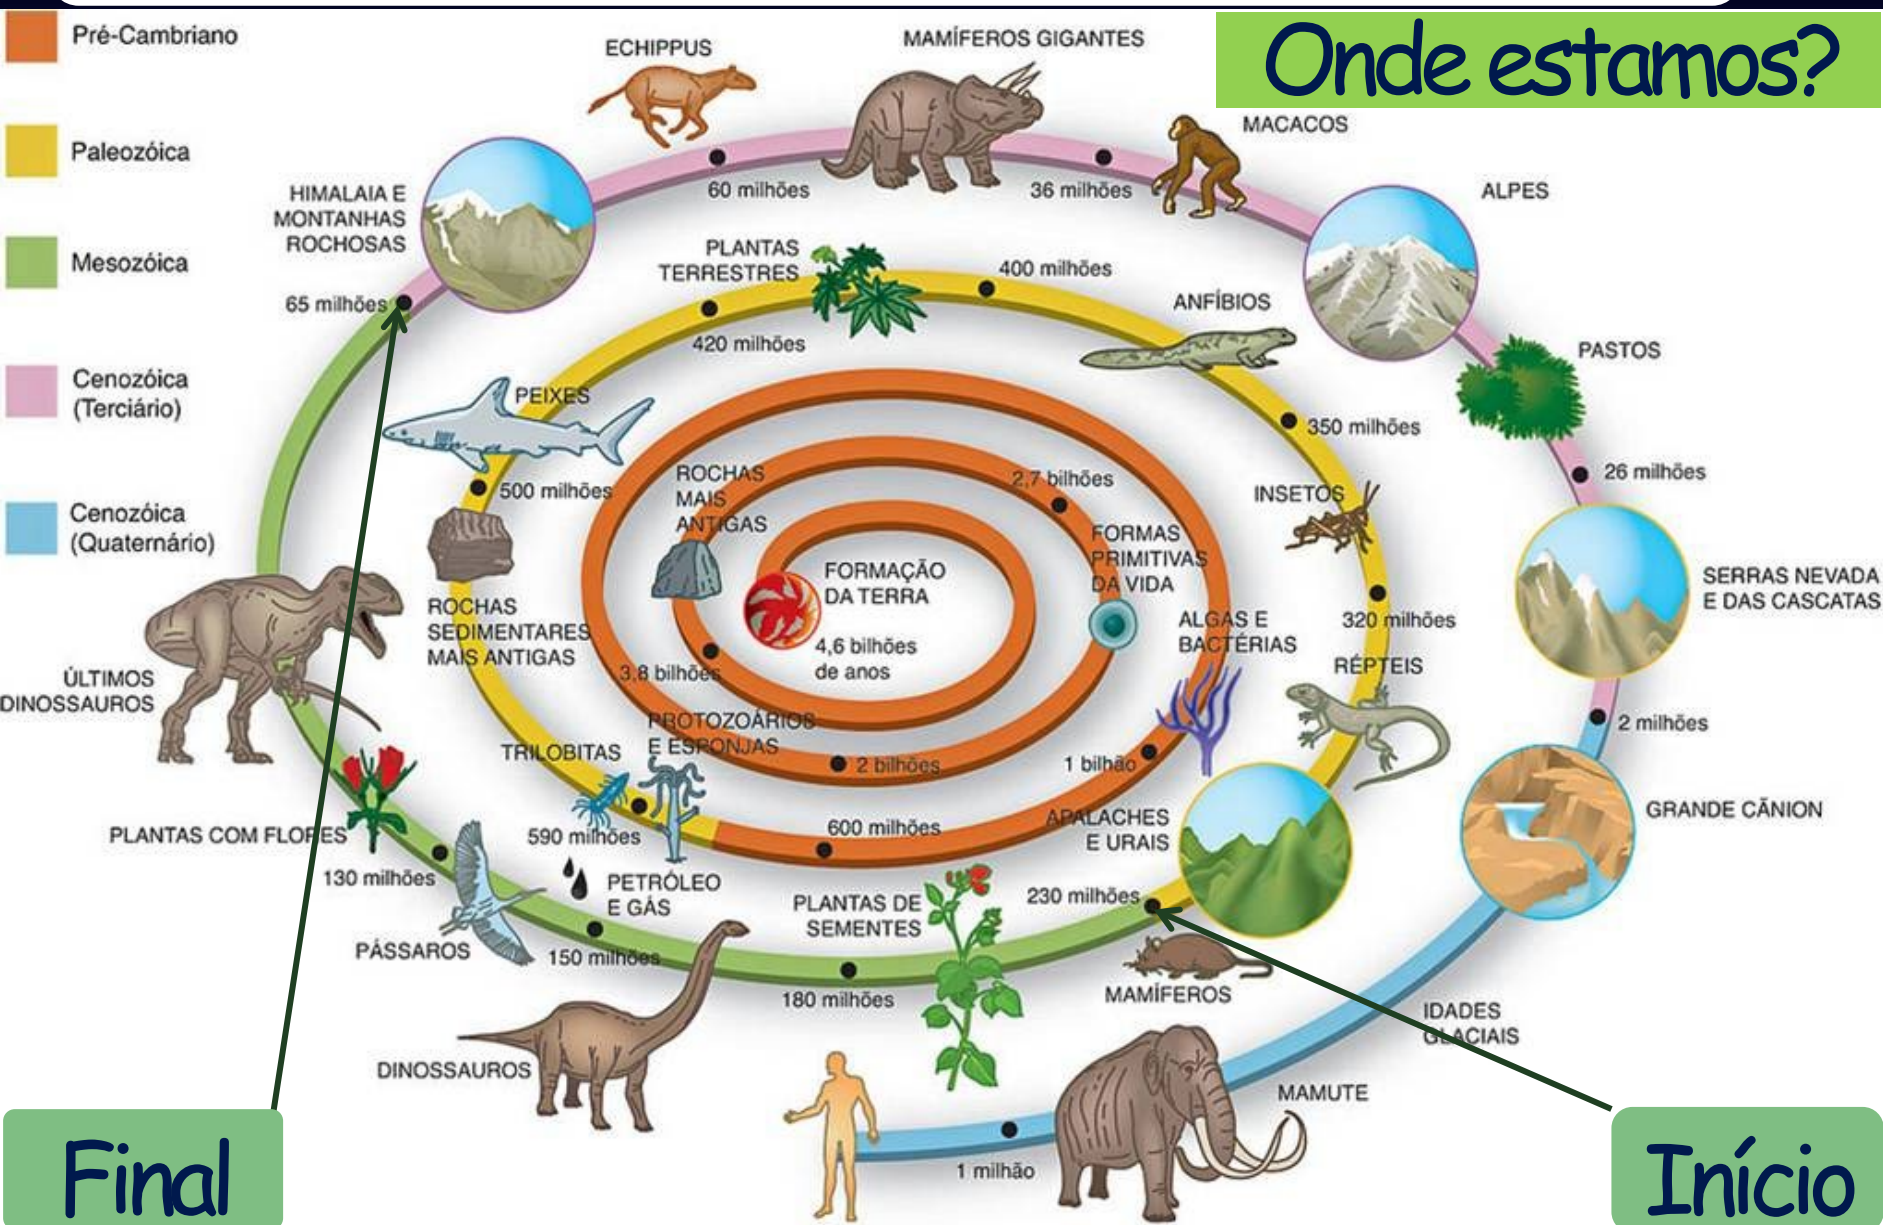 Onde estamos?
Pré-Cambriano
Paleozóica
Mesozóica
Cenozóica
(Terciário)
Cenozóica
(Quaternário)
ECHIPPUS
MAMÍFEROS GIGANTES
MACACOS
60 milhões
36 milhões
HIMALAIA E
MONTANHAS
ROCHOSAS
ALPES
65 milhões
PLANTAS
TERRESTRES
400 milhões
ANFÍBIOS
420 milhões
PASTOS
PEIXES
350 milhões
26 milhões
500 milhões
ROCHAS
MAIS
ANTIGAS
2,7 bilhões
INSETOS
FORMAS
PRIMITIVAS
DA VIDA
FORMAÇÃO
DA TERRA
SERRAS NEVADA
E DAS CASCATAS
ROCHAS
SEDIMENTARES
MAIS ANTIGAS
4,6 bilhões
de anos
3,8 bilhões
ALGAS E
BACTÉRIAS
320 milhões
RÉPTEIS
ÚLTIMOS
DINOSSAUROS
PROTOZOÁRIOS
E ESPONJAS
TRILOBITAS
2 bilhões
1 bilhão
2 milhões
GRANDE CÃNION
PLANTAS COM FLORES
590 milhões
600 milhões
APALACHES
E URAIS
130 milhões
PETRÓLEO
E GÁS
PLANTAS DE
SEMENTES
230 milhões
PÁSSAROS
150 milhões
180 milhões
MAMÍFEROS
IDADES
GLACIAIS
DINOSSAUROS
MAMUTE
1 milhão
Final
Início